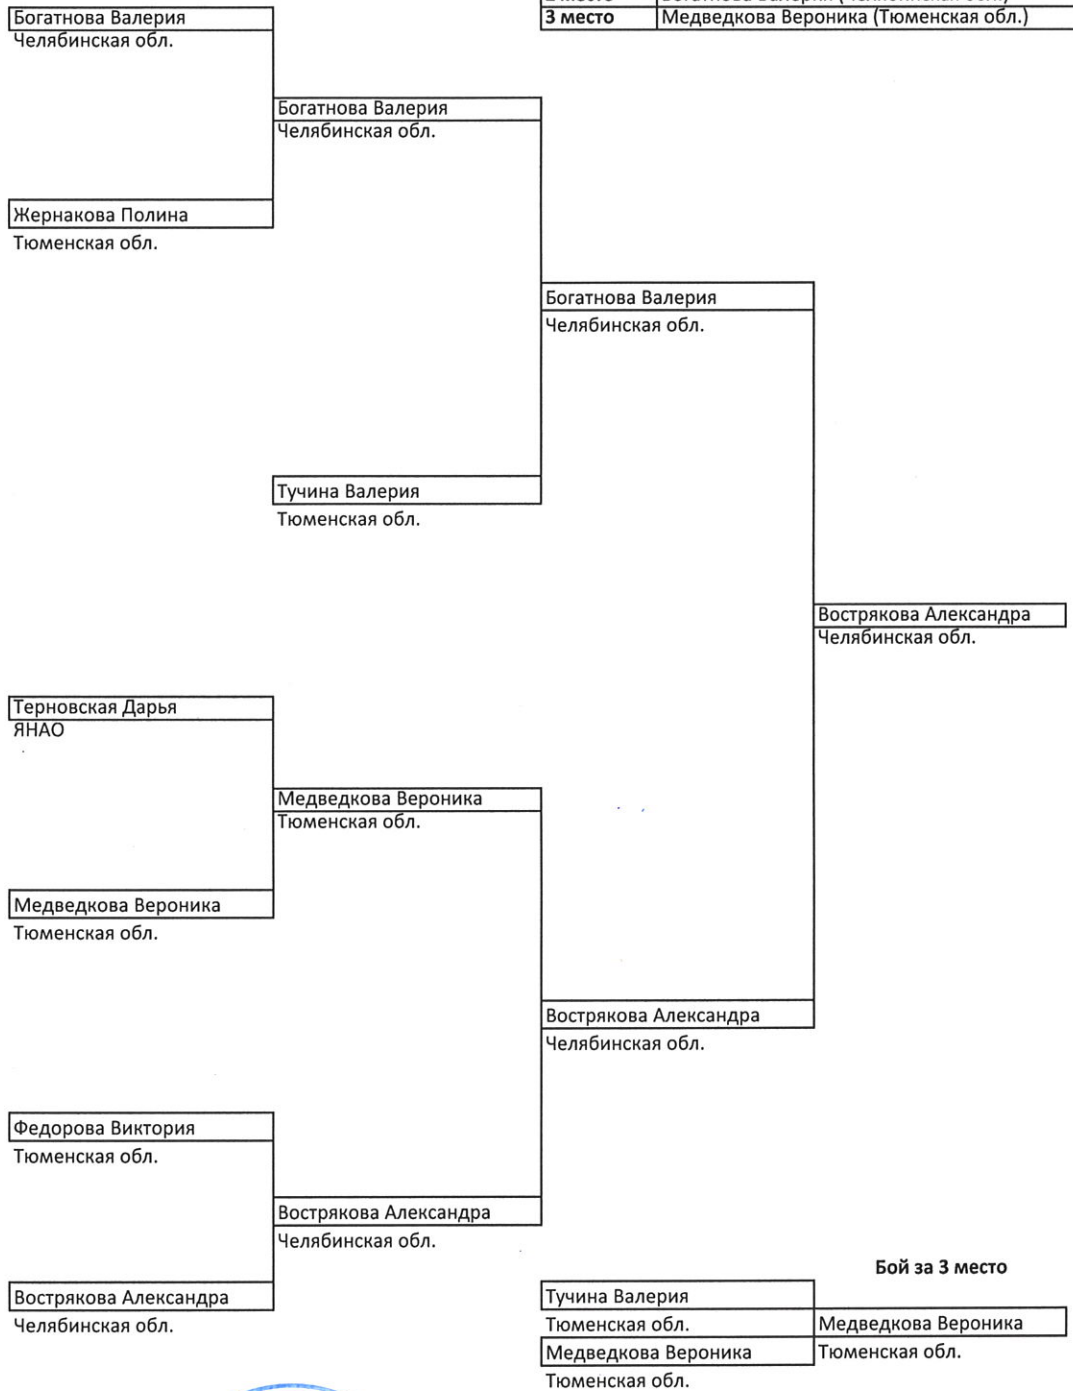 3 место Медведкова Вероника (Тюменская обл.)
Богатнова Валерия
Челябинская обл.
Богатнова Валерия
Челябинская обл.
Жернакова Полина
Тюменская обл.
Богатнова Валерия
Челябинская обл.
Тучина Валерия
Тюменская обл.
Вострякова Александра
Челябинская обл.
Терновская Дарья
ЯНАО
Медведкова Вероника
Тюменская обл.
Медведкова Вероника
Тюменская обл.
Вострякова Александра
Челябинская обл.
Федорова Виктория
Тюменская обл.
Вострякова Александра
Челябинская обл.
Вострякова Александра
Челябинская обл.
Бой за 3 место
Тучина Валерия
Тюменская обл.
Медведкова Вероника
Тюменская обл.
Медведкова Вероника
Тюменская обл.